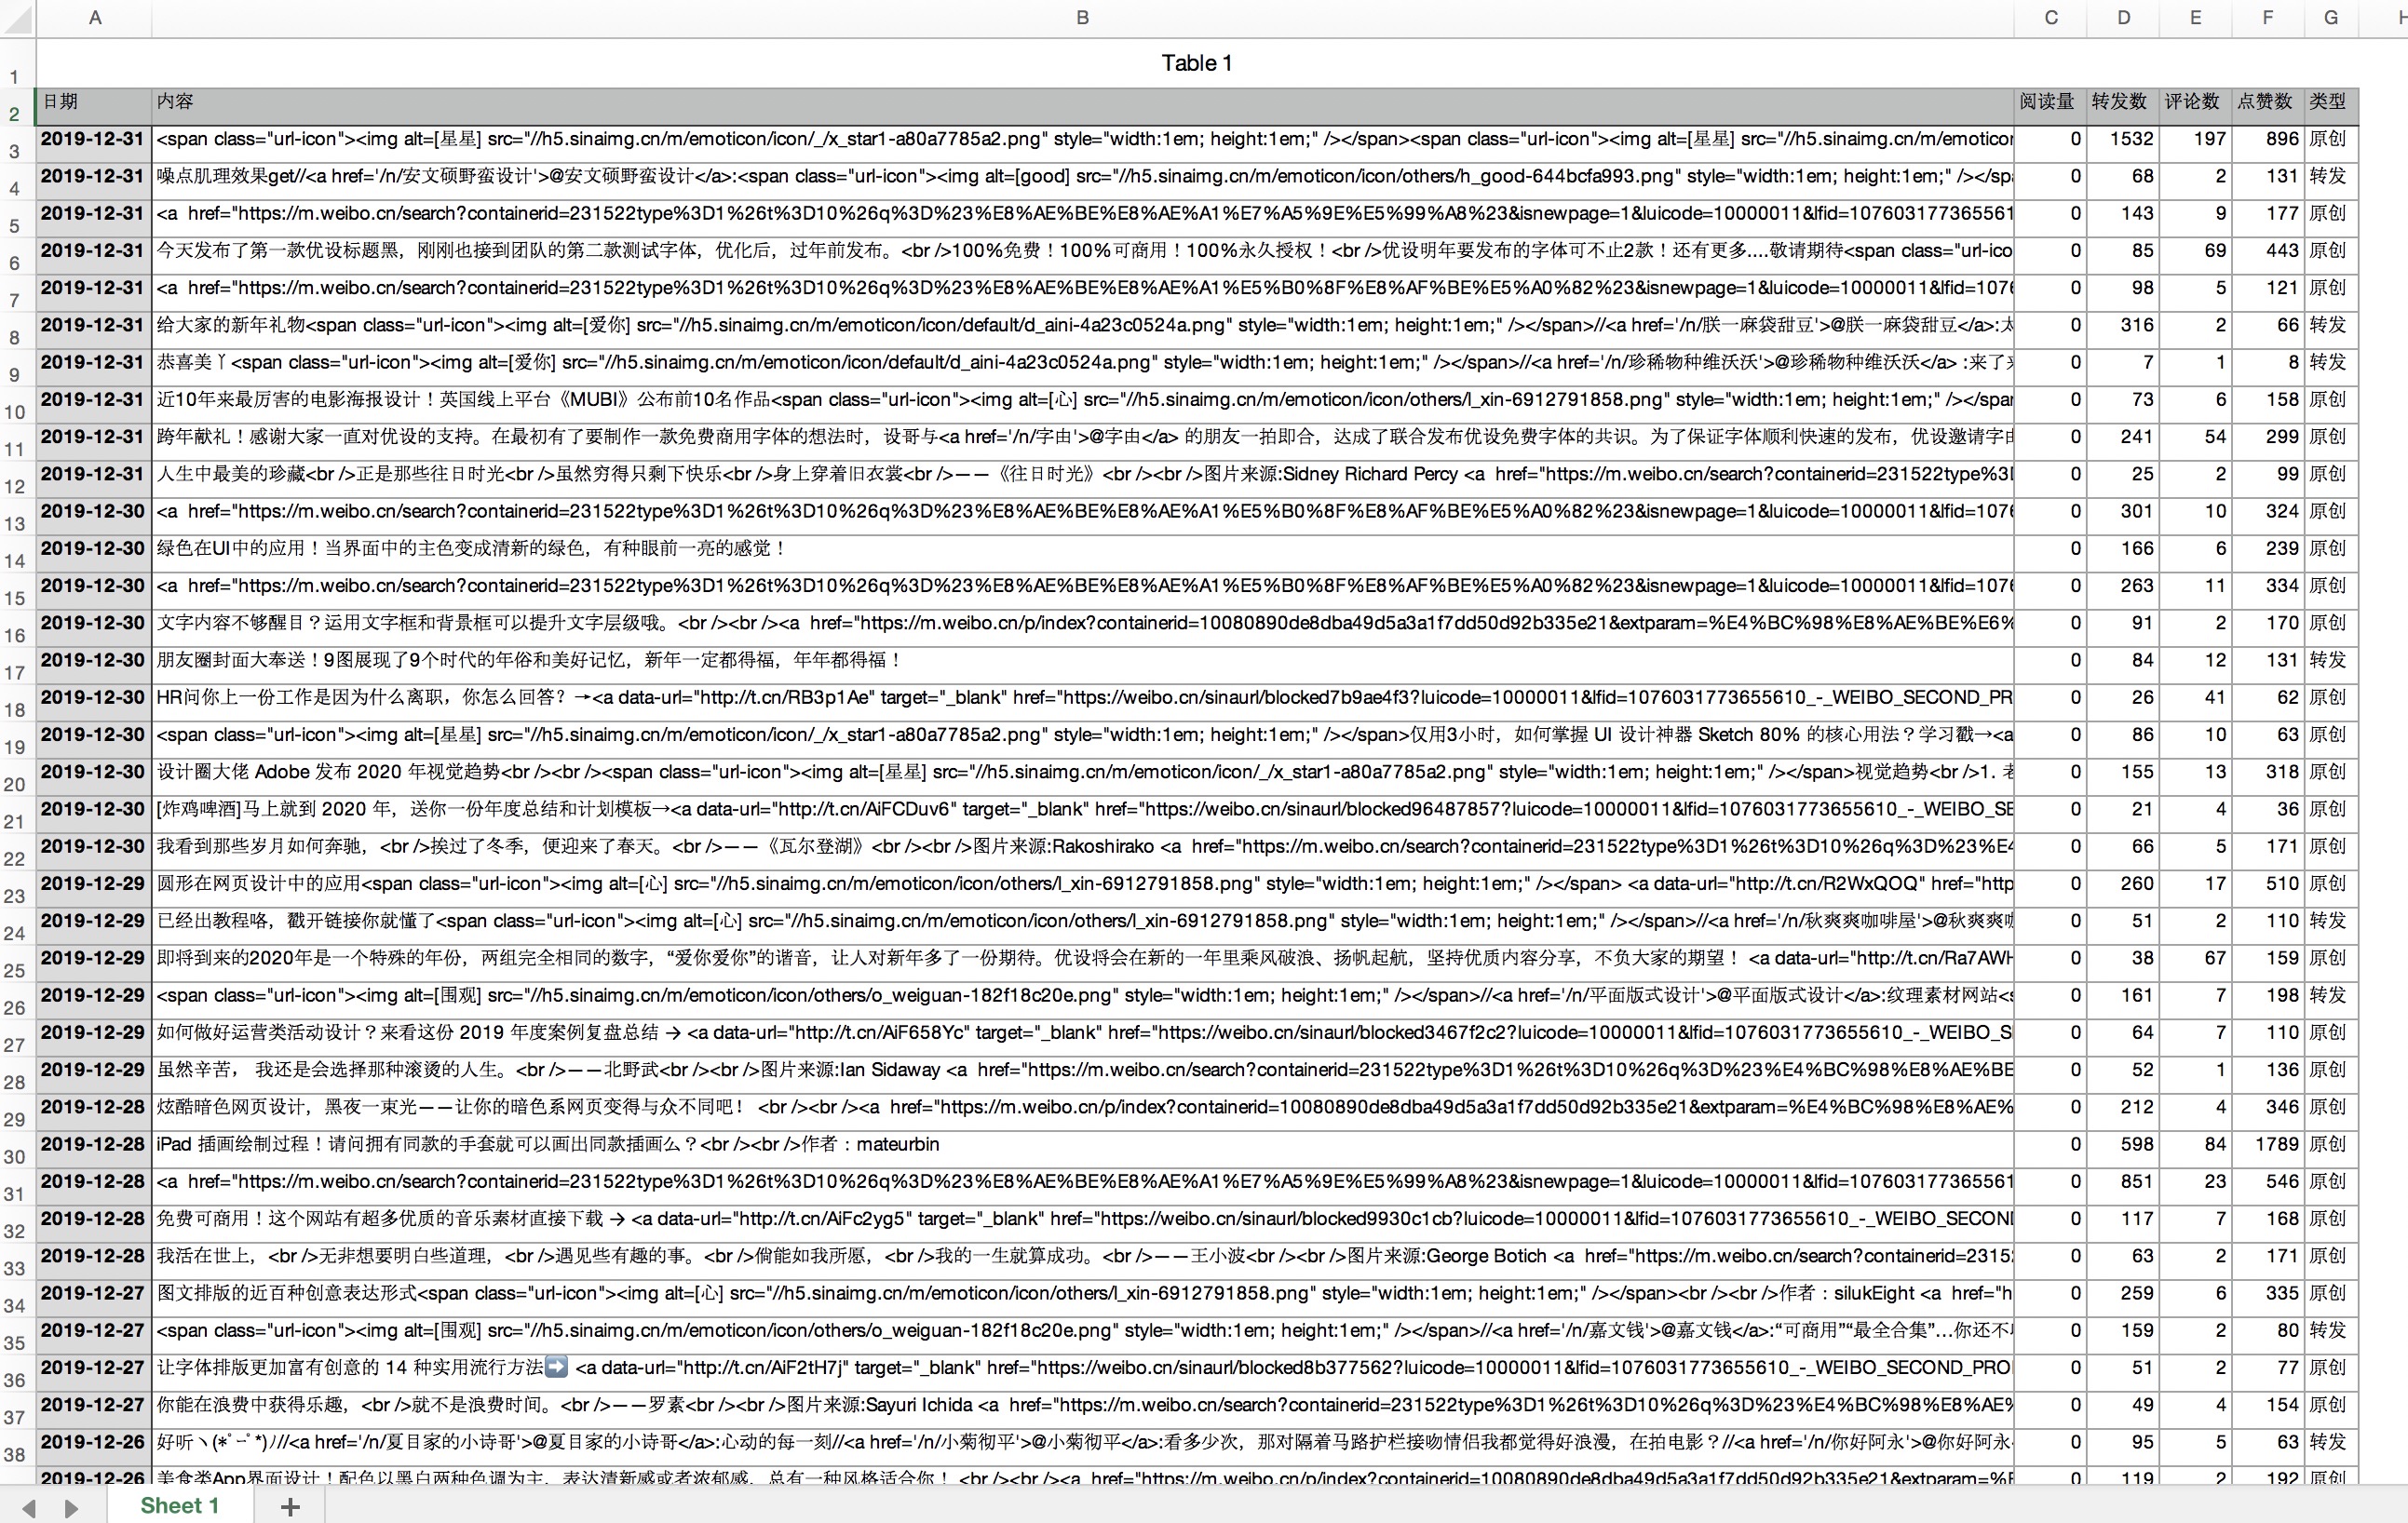 A B C D E F G H
1 Table 1
2 日期 内容 阅读量 转发数 评论数 点赞数 类型
3 2019-12-31 <span class="url-icon"><img alt=[星星] src="//h5.sinaimg.cn/m/emoticon/icon/_/x_star1-a80a7785a2.png" style="width:1em; height:1em;" /></span><span class="url-icon"><img alt=[星星] src="//h5.sinaimg.cn/m/emoticon 0 1532 197 896 原创
4 2019-12-31 噪点肌理效果get//<a href='/n/安文硕野蛮设计'>@安文硕野蛮设计</a>:<span class="url-icon"><img alt=[good] src="//h5.sinaimg.cn/m/emoticon/icon/others/h_good-644bcfa993.png" style="width:1em; height:1em;" /></spa 0 68 2 131 转发
5 2019-12-31 <a  href="https://m.weibo.cn/search?containerid=231522type%3D1%26t%3D10%26q%3D%23%E8%AE%BE%E8%AE%A1%E7%A5%9E%E5%99%A8%23&isnewpage=1&luicode=10000011&lfid=107603177365561 0 143 9 177 原创
6 2019-12-31 今天发布了第一款优设标题黑，刚刚也接到团队的第二款测试字体，优化后，过年前发布。<br />100%免费！100%可商用！100%永久授权！<br />优设明年要发布的字体可不止2款！还有更多....敬请期待<span class="url-ico 0 85 69 443 原创
7 2019-12-31 <a  href="https://m.weibo.cn/search?containerid=231522type%3D1%26t%3D10%26q%3D%23%E8%AE%BE%E8%AE%A1%E5%B0%8F%E8%AF%BE%E5%A0%82%23&isnewpage=1&luicode=10000011&lfid=1076 0 98 5 121 原创
8 2019-12-31 给大家的新年礼物<span class="url-icon"><img alt=[爱你] src="//h5.sinaimg.cn/m/emoticon/icon/default/d_aini-4a23c0524a.png" style="width:1em; height:1em;" /></span>//<a href='/n/朕一麻袋甜豆'>@朕一麻袋甜豆</a>:太 0 316 2 66 转发
9 2019-12-31 恭喜美丫<span class="url-icon"><img alt=[爱你] src="//h5.sinaimg.cn/m/emoticon/icon/default/d_aini-4a23c0524a.png" style="width:1em; height:1em;" /></span>//<a href='/n/珍稀物种维沃沃'>@珍稀物种维沃沃</a> :来了 0 7 1 8 转发
10 2019-12-31 近10年来最厉害的电影海报设计！英国线上平台《MUBI》公布前10名作品<span class="url-icon"><img alt=[心] src="//h5.sinaimg.cn/m/emoticon/icon/others/l_xin-6912791858.png" style="width:1em; height:1em;" /></span 0 73 6 158 原创
11 2019-12-31 跨年献礼！感谢大家一直对优设的支持。在最初有了要制作一款免费商用字体的想法时，设哥与<a href='/n/字由'>@字由</a> 的朋友一拍即合，达成了联合发布优设免费字体的共识。为了保证字体顺利快速的发布，优设邀请字由 0 241 54 299 原创
12 2019-12-31 人生中最美的珍藏<br />正是那些往日时光<br />虽然穷得只剩下快乐<br />身上穿着旧衣裳<br />——《往日时光》<br /><br />图片来源:Sidney Richard Percy <a  href="https://m.weibo.cn/search?containerid=231522type%3D 0 25 2 99 原创
13 2019-12-30 <a  href="https://m.weibo.cn/search?containerid=231522type%3D1%26t%3D10%26q%3D%23%E8%AE%BE%E8%AE%A1%E5%B0%8F%E8%AF%BE%E5%A0%82%23&isnewpage=1&luicode=10000011&lfid=1076 0 301 10 324 原创
14 2019-12-30 绿色在UI中的应用！当界面中的主色变成清新的绿色，有种眼前一亮的感觉！ 0 166 6 239 原创
15 2019-12-30 <a  href="https://m.weibo.cn/search?containerid=231522type%3D1%26t%3D10%26q%3D%23%E8%AE%BE%E8%AE%A1%E5%B0%8F%E8%AF%BE%E5%A0%82%23&isnewpage=1&luicode=10000011&lfid=1076 0 263 11 334 原创
16 2019-12-30 文字内容不够醒目？运用文字框和背景框可以提升文字层级哦。<br /><br /><a  href="https://m.weibo.cn/p/index?containerid=10080890de8dba49d5a3a1f7dd50d92b335e21&extparam=%E4%BC%98%E8%AE%BE%E6% 0 91 2 170 原创
17 2019-12-30 朋友圈封面大奉送！9图展现了9个时代的年俗和美好记忆，新年一定都得福，年年都得福！ 0 84 12 131 转发
18 2019-12-30 HR问你上一份工作是因为什么离职，你怎么回答？→<a data-url="http://t.cn/RB3p1Ae" target="_blank" href="https://weibo.cn/sinaurl/blocked7b9ae4f3?luicode=10000011&lfid=1076031773655610_-_WEIBO_SECOND_PR 0 26 41 62 原创
19 2019-12-30 <span class="url-icon"><img alt=[星星] src="//h5.sinaimg.cn/m/emoticon/icon/_/x_star1-a80a7785a2.png" style="width:1em; height:1em;" /></span>仅用3小时，如何掌握 UI 设计神器 Sketch 80% 的核心用法？学习戳→<a 0 86 10 63 原创
20 2019-12-30 设计圈大佬 Adobe 发布 2020 年视觉趋势<br /><br /><span class="url-icon"><img alt=[星星] src="//h5.sinaimg.cn/m/emoticon/icon/_/x_star1-a80a7785a2.png" style="width:1em; height:1em;" /></span>视觉趋势<br />1. 老 0 155 13 318 原创
21 2019-12-30 [炸鸡啤酒]马上就到 2020 年，送你一份年度总结和计划模板→<a data-url="http://t.cn/AiFCDuv6" target="_blank" href="https://weibo.cn/sinaurl/blocked96487857?luicode=10000011&lfid=1076031773655610_-_WEIBO_SE 0 21 4 36 原创
22 2019-12-30 我看到那些岁月如何奔驰，<br />挨过了冬季，便迎来了春天。<br />——《瓦尔登湖》<br /><br />图片来源:Rakoshirako <a  href="https://m.weibo.cn/search?containerid=231522type%3D1%26t%3D10%26q%3D%23%E4 0 66 5 171 原创
23 2019-12-29 圆形在网页设计中的应用<span class="url-icon"><img alt=[心] src="//h5.sinaimg.cn/m/emoticon/icon/others/l_xin-6912791858.png" style="width:1em; height:1em;" /></span> <a data-url="http://t.cn/R2WxQOQ" href="http 0 260 17 510 原创
24 2019-12-29 已经出教程咯，戳开链接你就懂了<span class="url-icon"><img alt=[心] src="//h5.sinaimg.cn/m/emoticon/icon/others/l_xin-6912791858.png" style="width:1em; height:1em;" /></span>//<a href='/n/秋爽爽咖啡屋'>@秋爽爽咖 0 51 2 110 转发
25 2019-12-29 即将到来的2020年是一个特殊的年份，两组完全相同的数字，“爱你爱你”的谐音，让人对新年多了一份期待。优设将会在新的一年里乘风破浪、扬帆起航，坚持优质内容分享，不负大家的期望！ <a data-url="http://t.cn/Ra7AWH 0 38 67 159 原创
26 2019-12-29 <span class="url-icon"><img alt=[围观] src="//h5.sinaimg.cn/m/emoticon/icon/others/o_weiguan-182f18c20e.png" style="width:1em; height:1em;" /></span>//<a href='/n/平面版式设计'>@平面版式设计</a>:纹理素材网站<s 0 161 7 198 转发
27 2019-12-29 如何做好运营类活动设计？来看这份 2019 年度案例复盘总结 → <a data-url="http://t.cn/AiF658Yc" target="_blank" href="https://weibo.cn/sinaurl/blocked3467f2c2?luicode=10000011&lfid=1076031773655610_-_WEIBO_S 0 64 7 110 原创
28 2019-12-29 虽然辛苦， 我还是会选择那种滚烫的人生。<br />——北野武<br /><br />图片来源:Ian Sidaway <a  href="https://m.weibo.cn/search?containerid=231522type%3D1%26t%3D10%26q%3D%23%E4%BC%98%E8%AE%BE 0 52 1 136 原创
29 2019-12-28 炫酷暗色网页设计，黑夜一束光——让你的暗色系网页变得与众不同吧！ <br /><br /><a  href="https://m.weibo.cn/p/index?containerid=10080890de8dba49d5a3a1f7dd50d92b335e21&extparam=%E4%BC%98%E8%AE% 0 212 4 346 原创
30 2019-12-28 iPad 插画绘制过程！请问拥有同款的手套就可以画出同款插画么？<br /><br />作者：mateurbin 0 598 84 1789 原创
31 2019-12-28 <a  href="https://m.weibo.cn/search?containerid=231522type%3D1%26t%3D10%26q%3D%23%E8%AE%BE%E8%AE%A1%E7%A5%9E%E5%99%A8%23&isnewpage=1&luicode=10000011&lfid=107603177365561 0 851 23 546 原创
32 2019-12-28 免费可商用！这个网站有超多优质的音乐素材直接下载 → <a data-url="http://t.cn/AiFc2yg5" target="_blank" href="https://weibo.cn/sinaurl/blocked9930c1cb?luicode=10000011&lfid=1076031773655610_-_WEIBO_SECOND 0 117 7 168 原创
33 2019-12-28 我活在世上，<br />无非想要明白些道理，<br />遇见些有趣的事。<br />倘能如我所愿，<br />我的一生就算成功。<br />——王小波<br /><br />图片来源:George Botich <a  href="https://m.weibo.cn/search?containerid=2315 0 63 2 171 原创
34 2019-12-27 图文排版的近百种创意表达形式<span class="url-icon"><img alt=[心] src="//h5.sinaimg.cn/m/emoticon/icon/others/l_xin-6912791858.png" style="width:1em; height:1em;" /></span><br /><br />作者：silukEight <a  href="h 0 259 6 335 原创
35 2019-12-27 <span class="url-icon"><img alt=[围观] src="//h5.sinaimg.cn/m/emoticon/icon/others/o_weiguan-182f18c20e.png" style="width:1em; height:1em;" /></span>//<a href='/n/嘉文钱'>@嘉文钱</a>:“可商用”“最全合集”...你还不 0 159 2 80 转发
36 2019-12-27 让字体排版更加富有创意的 14 种实用流行方法➡️ <a data-url="http://t.cn/AiF2tH7j" target="_blank" href="https://weibo.cn/sinaurl/blocked8b377562?luicode=10000011&lfid=1076031773655610_-_WEIBO_SECOND_PRO 0 51 2 77 原创
37 2019-12-27 你能在浪费中获得乐趣，<br />就不是浪费时间。<br />——罗素<br /><br />图片来源:Sayuri Ichida <a  href="https://m.weibo.cn/search?containerid=231522type%3D1%26t%3D10%26q%3D%23%E4%BC%98%E8%AE% 0 49 4 154 原创
38 2019-12-26 好听ヽ(*ﾟｰﾟ*)ﾉ//<a href='/n/夏目家的小诗哥'>@夏目家的小诗哥</a>:心动的每一刻//<a href='/n/小菊彻平'>@小菊彻平</a>:看多少次，那对隔着马路护栏接吻情侣我都觉得好浪漫，在拍电影？//<a href='/n/你好阿永'>@你好阿永 0 95 5 63 转发
2019-12-26 美食类App界面设计！配色以黑白两种色调为主，表达清新感或者浓郁感，总有一种风格适合你！ <br /><br /><a  href="https://m.weibo.cn/p/index?containerid=10080890de8dba49d5a3a1f7dd50d92b335e21&extparam=%E 0 119 2 192 原创
Sheet 1 +